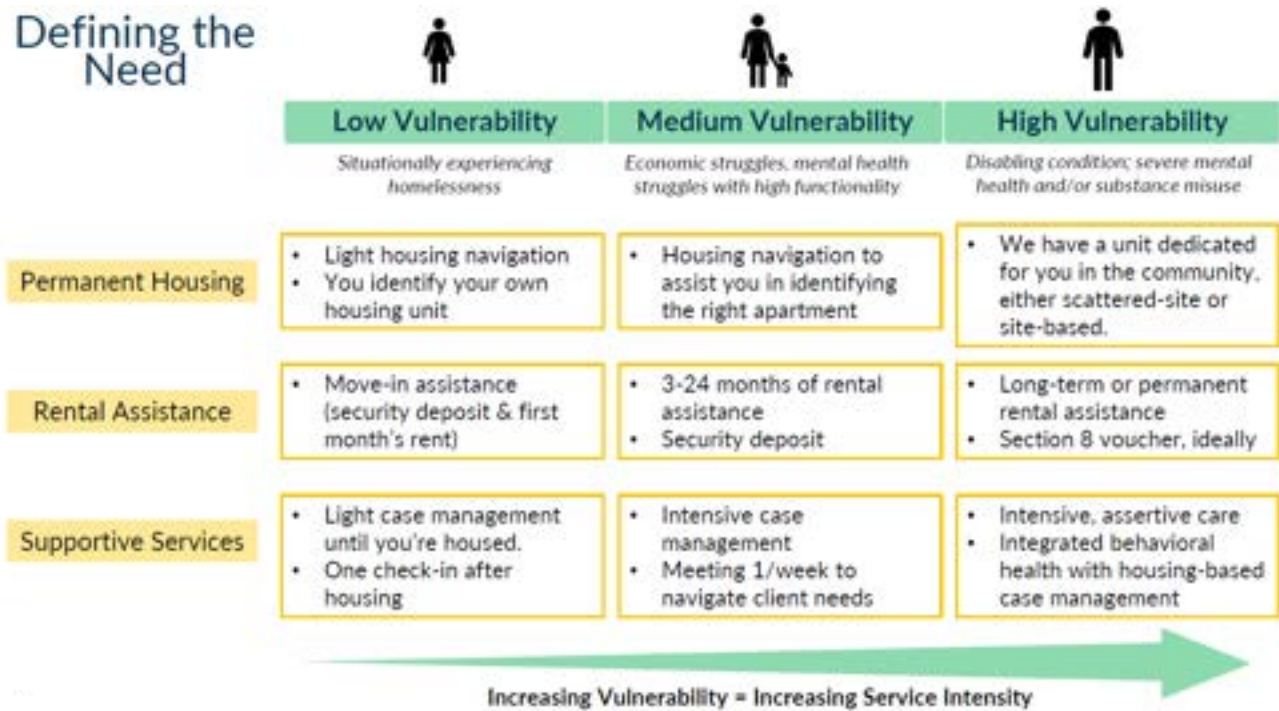 Defining the
Need
Low Vulnerability
Medium Vulnerability
High Vulnerability
Situationally experiencing
homelessness
Economic struggles, mental health
struggles with high functionality
Disabling condition; severe mental
health and/or substance misuse
Permanent Housing
• Light housing navigation
• You identify your own
housing unit
• Housing navigation to
assist you in identifying
the right apartment
• We have a unit dedicated
for you in the community,
either scattered-site or
site-based.
Rental Assistance
• Move-in assistance
(security deposit & first
month's rent)
• 3-24 months of rental
assistance
• Security deposit
• Long-term or permanent
rental assistance
• Section 8 voucher, ideally
Supportive Services
• Light case management
until you're housed.
• One check-in after
housing
• Intensive case
management
• Meeting 1/week to
navigate client needs
• Intensive, assertive care
• Integrated behavioral
health with housing-based
case management
Increasing Vulnerability = Increasing Service Intensity